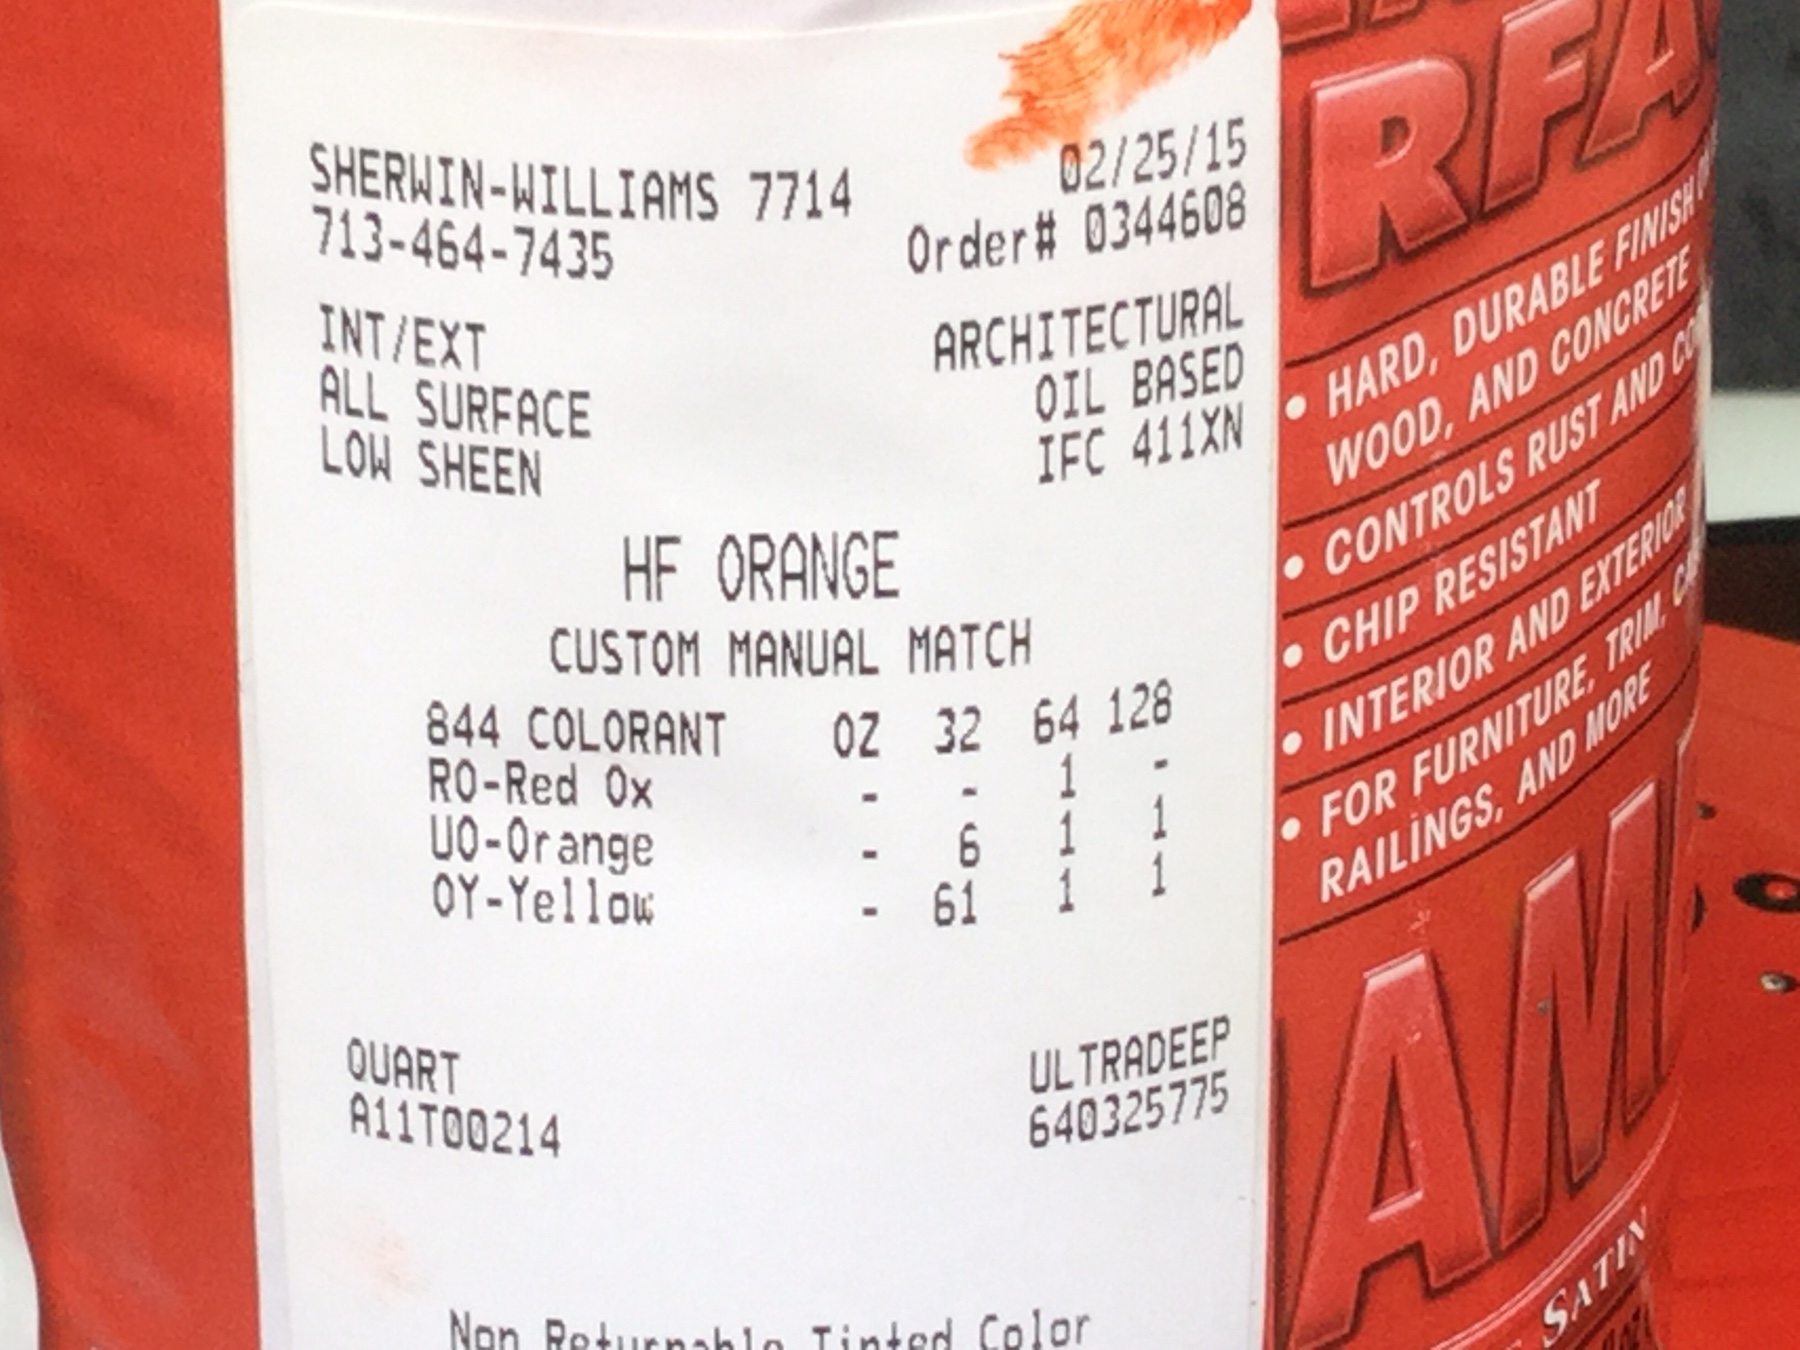 SHERWIN-WILLIAMS 7714 02/25/15
713-464-7435 Order# 0344608
INT/EXT ARCHITECTURAL
ALL SURFACE OIL BASED
LOW SHEEN IFC 411XN
HF ORANGE
CUSTOM MANUAL MATCH
844 COLORANT OZ 32 64 128
RO-Red Ox - - 1 -
UO-Orange - 6 1 1
OY-Yellow - 61 1 1
QUART ULTRADEEP
A11T00214 640325775
Non Returnable Tinted Color
RFA
• HARD, DURABLE FINISH
WOOD, AND CONCRETE
• CONTROLS RUST AND
• CHIP RESISTANT
• INTERIOR AND EXTERIOR
• FOR FURNITURE, TRIM,
RAILINGS, AND MORE
AM
SATIN